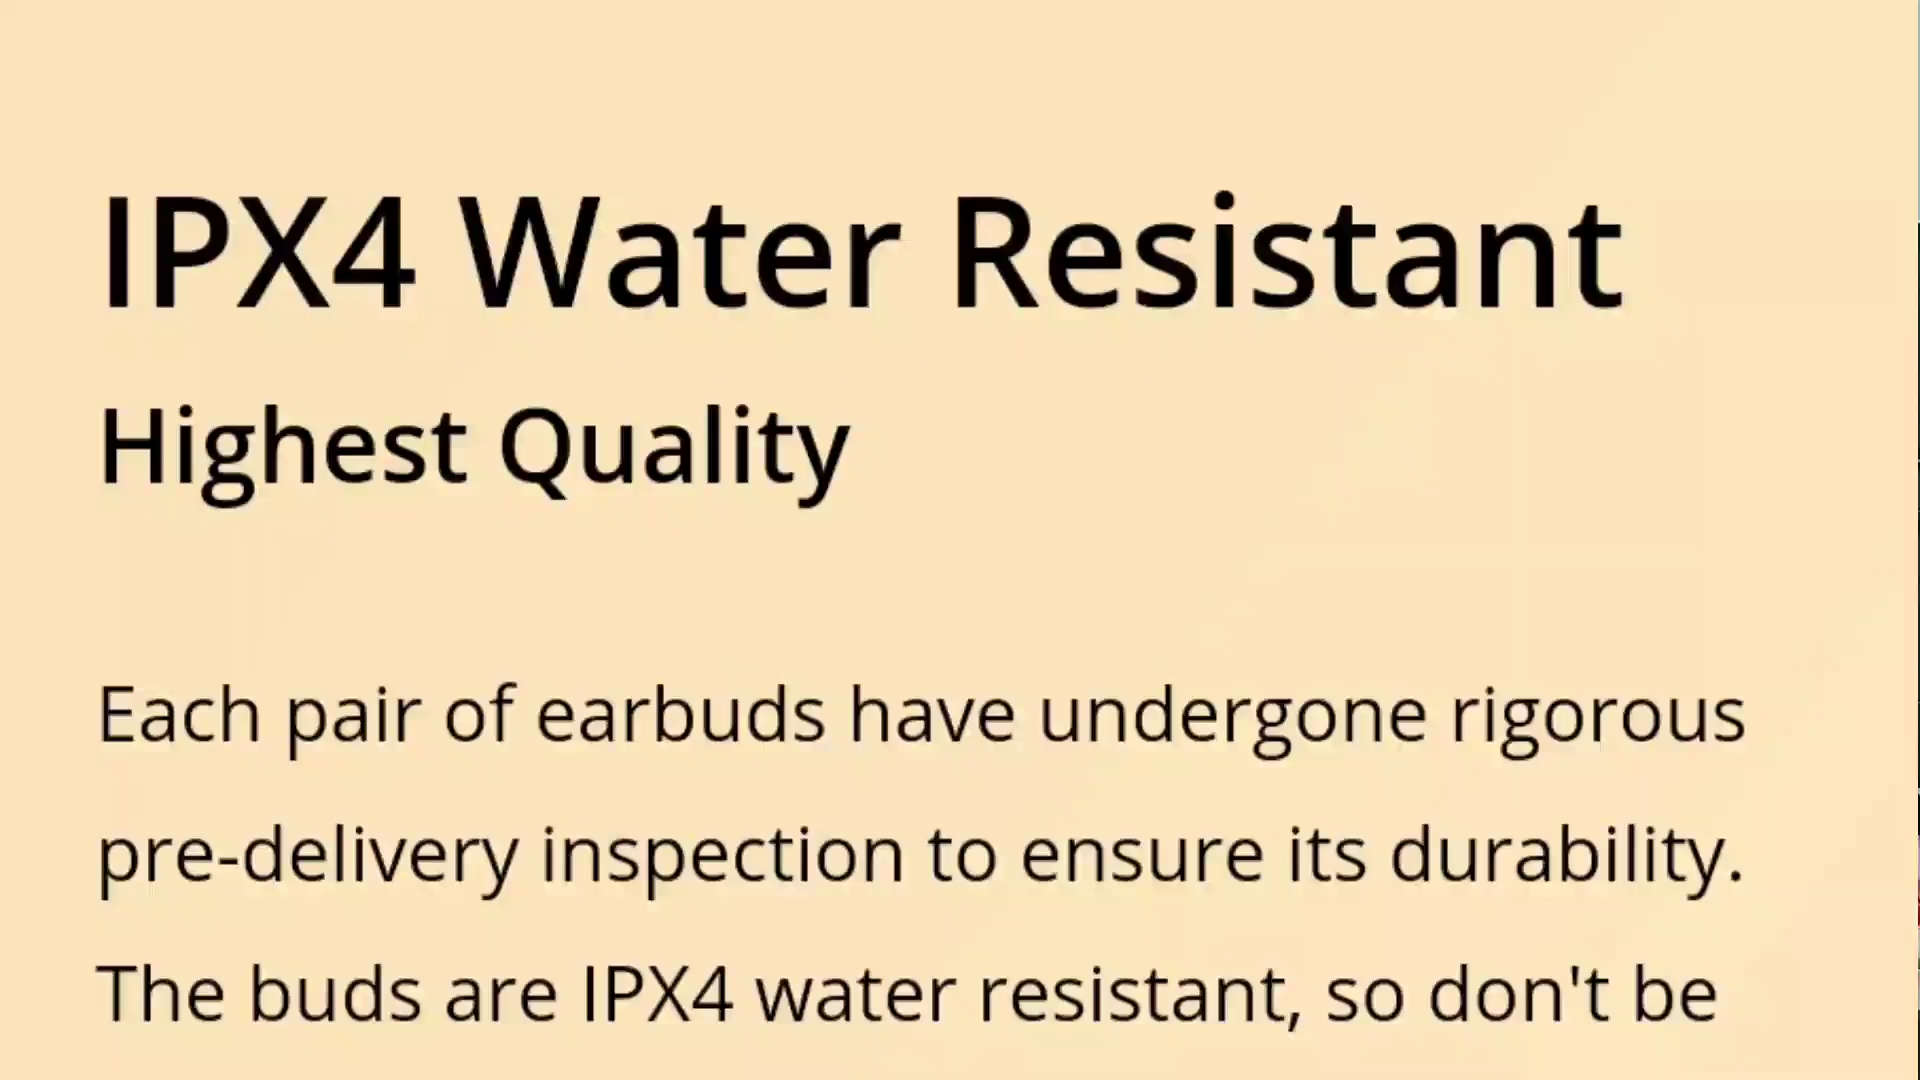 IPX4 Water Resistant
Highest Quality
Each pair of earbuds have undergone rigorous
pre-delivery inspection to ensure its durability.
The buds are IPX4 water resistant, so don't be